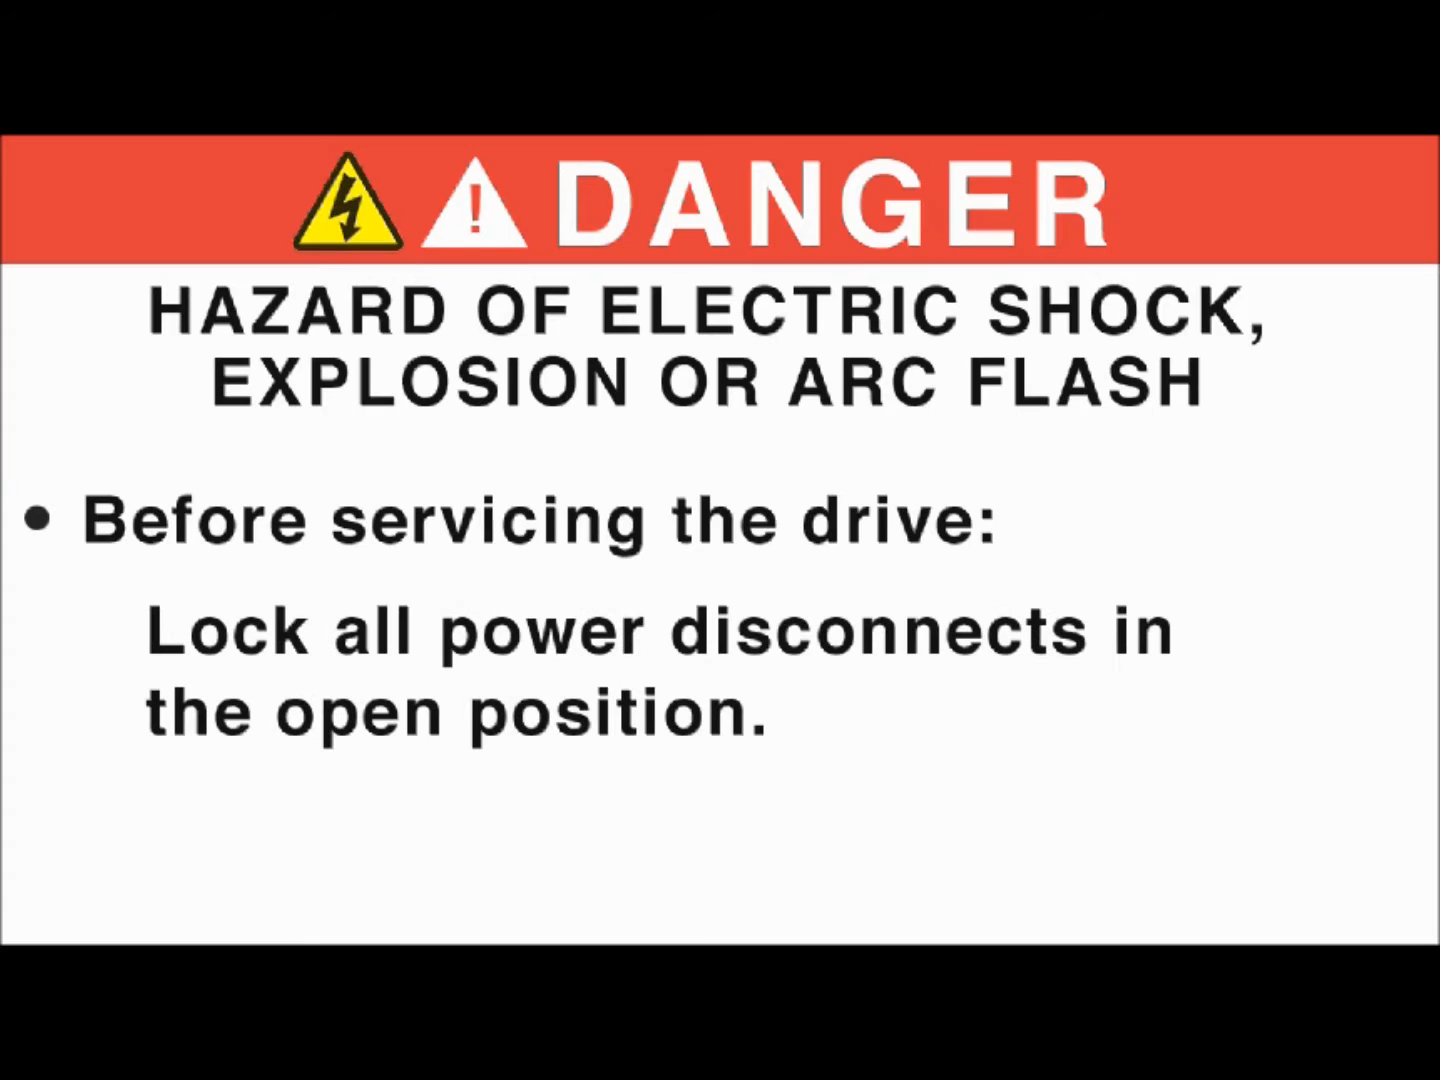 DANGER
HAZARD OF ELECTRIC SHOCK,
EXPLOSION OR ARC FLASH
• Before servicing the drive:
Lock all power disconnects in
the open position.